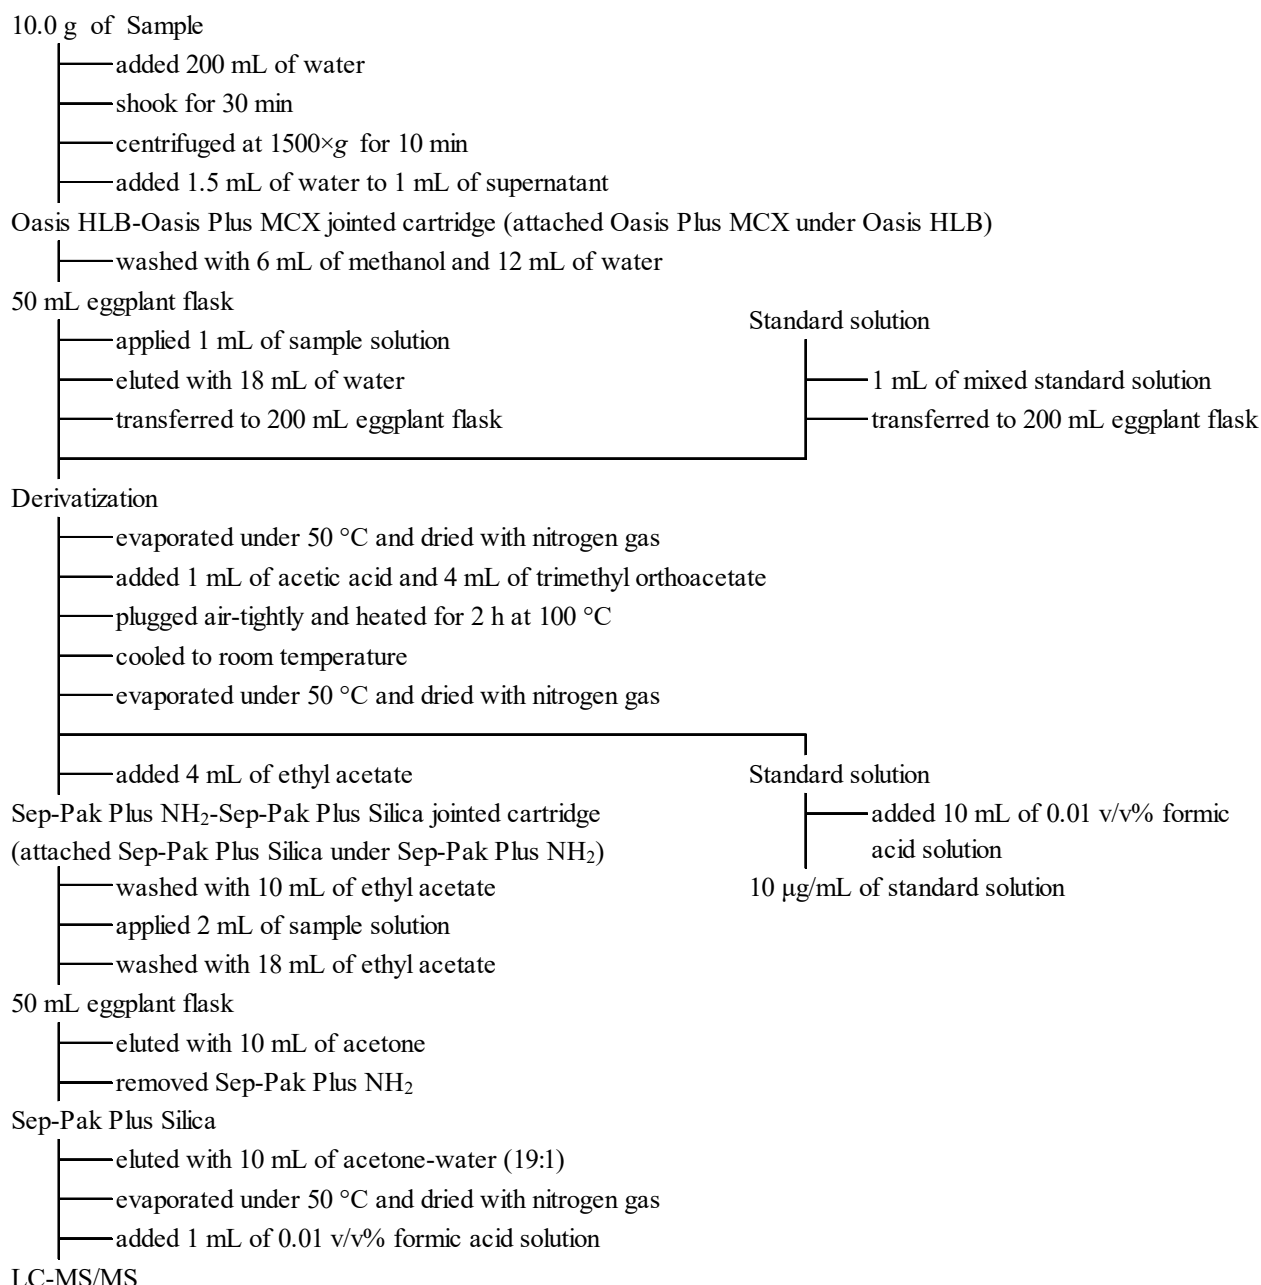 10.0 g of Sample
added 200 mL of water
shook for 30 min
centrifuged at 1500×g for 10 min
added 1.5 mL of water to 1 mL of supernatant
Oasis HLB-Oasis Plus MCX jointed cartridge (attached Oasis Plus MCX under Oasis HLB)
washed with 6 mL of methanol and 12 mL of water
50 mL eggplant flask
applied 1 mL of sample solution
eluted with 18 mL of water
transferred to 200 mL eggplant flask
Standard solution
1 mL of mixed standard solution
transferred to 200 mL eggplant flask
Derivatization
evaporated under 50 °C and dried with nitrogen gas
added 1 mL of acetic acid and 4 mL of trimethyl orthoacetate
plugged air-tightly and heated for 2 h at 100 °C
cooled to room temperature
evaporated under 50 °C and dried with nitrogen gas
added 4 mL of ethyl acetate
Standard solution
added 10 mL of 0.01 v/v% formic
acid solution
10 μg/mL of standard solution
Sep-Pak Plus NH₂-Sep-Pak Plus Silica jointed cartridge
(attached Sep-Pak Plus Silica under Sep-Pak Plus NH₂)
washed with 10 mL of ethyl acetate
applied 2 mL of sample solution
washed with 18 mL of ethyl acetate
50 mL eggplant flask
eluted with 10 mL of acetone
removed Sep-Pak Plus NH₂
Sep-Pak Plus Silica
eluted with 10 mL of acetone-water (19:1)
evaporated under 50 °C and dried with nitrogen gas
added 1 mL of 0.01 v/v% formic acid solution
LC-MS/MS